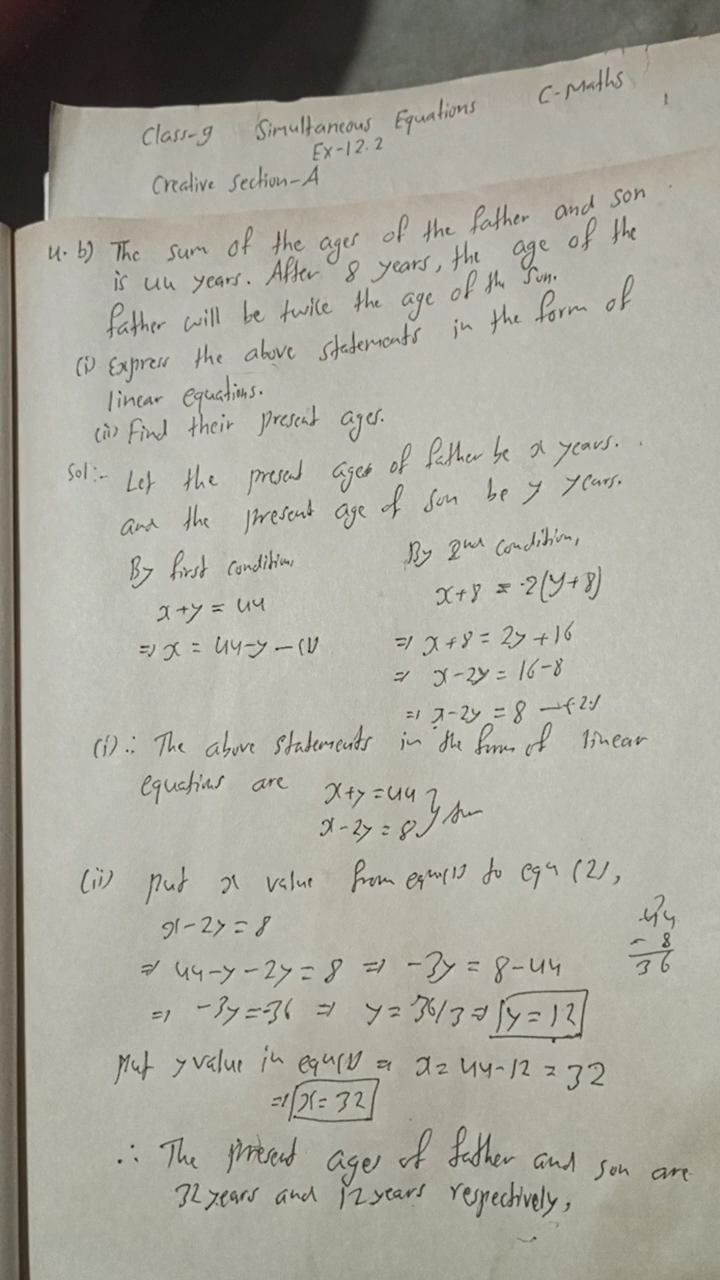 Class-9 Simultaneous Equations C-Maths 1
Ex-12.2
Creative Section-A
4. b) The sum of the ages of the father and son
is 44 years. After 8 years, the age of the
father will be twice the age of the Son.
(i) Express the above statements in the form of
linear equations.
(ii) Find their present ages.
Sol:- Let the present ages of father be x years.
and the present age of son be y years.
By first condition,
x+y = 44
=> x = 44-y -(1)
By 2nd condition,
x+8 = 2(y+8)
=> x+8 = 2y+16
=> x-2y = 16-8
=> x-2y = 8 -(2)
(i) ∴ The above statements in the form of linear
equations are x+y=44
x-2y=8 } Ans
(ii) put x value from equ(1) to equ (2),
x-2y=8
=> 44-y-2y=8 => -3y = 8-44
=> -3y=-36 => y=36/3 => y=12
44
-8
36
Put y value in equ(1) = x=44-12=32
=> x=32
∴ The present ages of father and son are
32 years and 12 years respectively,